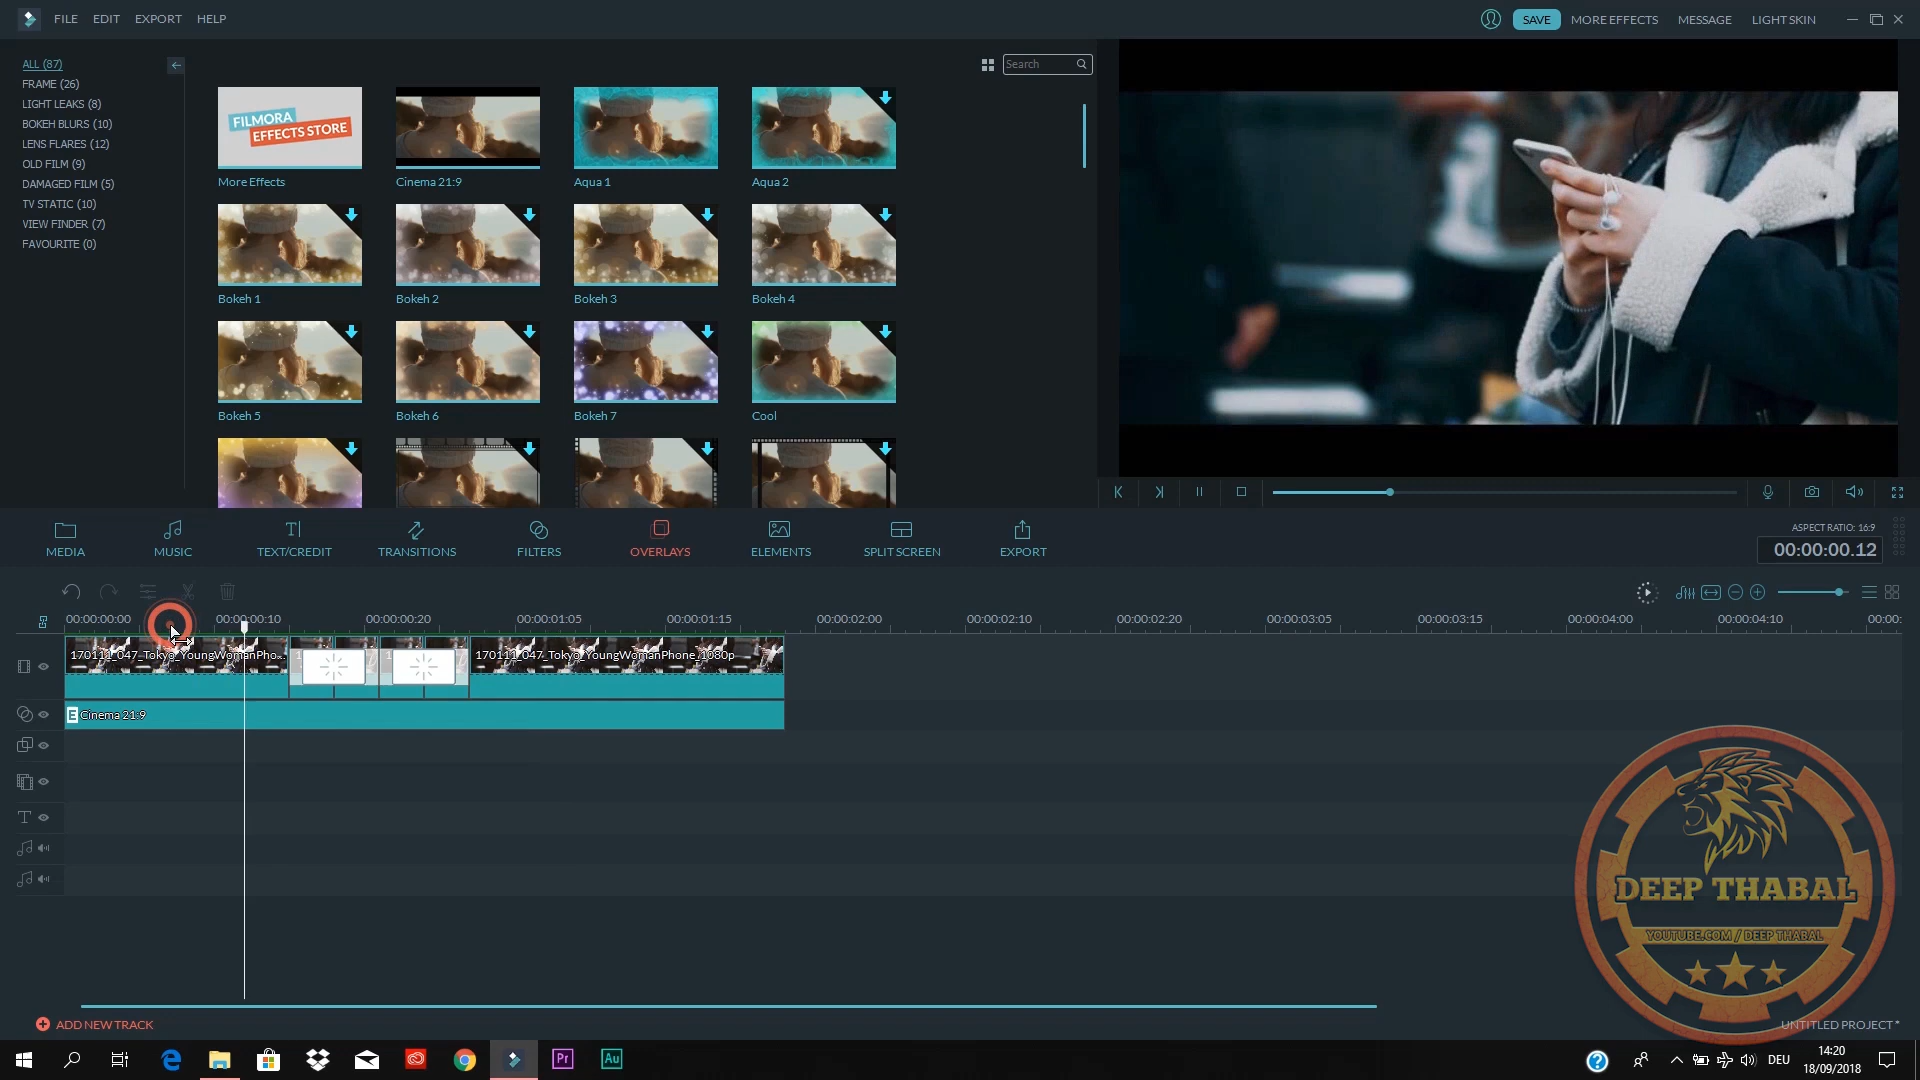 FILE EDIT EXPORT HELP
SAVE MORE EFFECTS MESSAGE LIGHT SKIN
ALL (87)
FRAME (26)
LIGHT LEAKS (8)
BOKEH BLURS (10)
LENS FLARES (12)
OLD FILM (9)
DAMAGED FILM (5)
TV STATIC (10)
VIEW FINDER (7)
FAVOURITE (0)
Search
FILMORA
EFFECTS STORE
More Effects Cinema 21:9 Aqua 1 Aqua 2
Bokeh 1 Bokeh 2 Bokeh 3 Bokeh 4
Bokeh 5 Bokeh 6 Bokeh 7 Cool
MEDIA MUSIC TEXT/CREDIT TRANSITIONS FILTERS OVERLAYS ELEMENTS SPLIT SCREEN EXPORT
ASPECT RATIO: 16:9
00:00:00.12
00:00:00:00 00:00:00:10 00:00:00:20 00:00:01:05 00:00:01:15 00:00:02:00 00:00:02:10 00:00:02:20 00:00:03:05 00:00:03:15 00:00:04:00 00:00:04:10 00:00:
170111_047_Tokyo_YoungWomanPho... 170111_047_Tokyo_YoungWomanPhone_1080p
E Cinema 21:9
DEEP THABAL
YOUTUBE.COM / DEEP THABAL
ADD NEW TRACK
UNTITLED PROJECT *
Pr Au
DEU
14:20
18/09/2018